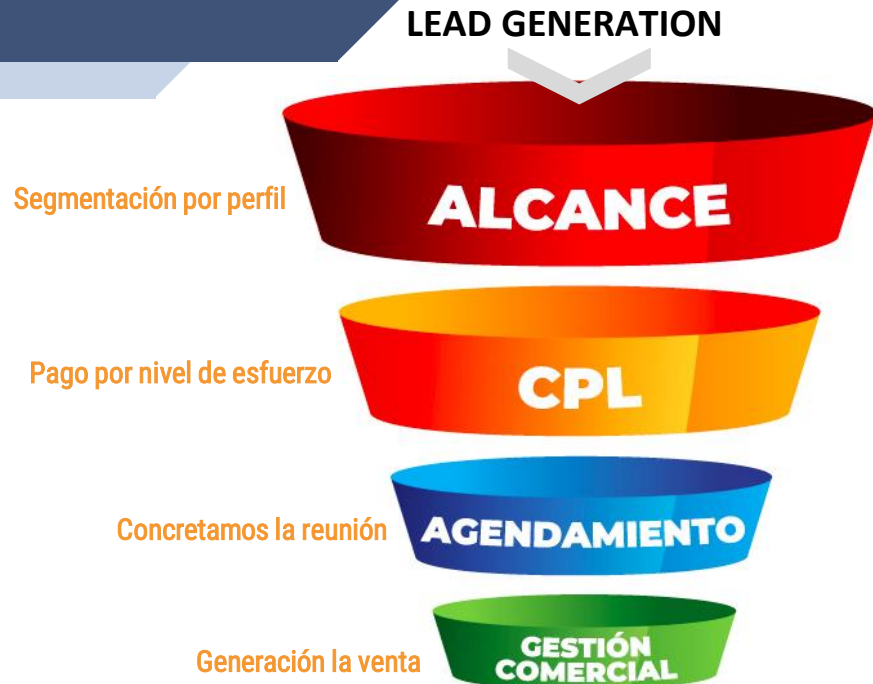 LEAD GENERATION
Segmentación por perfil
ALCANCE
Pago por nivel de esfuerzo
CPL
Concretamos la reunión
AGENDAMIENTO
Generación la venta
GESTIÓN
COMERCIAL